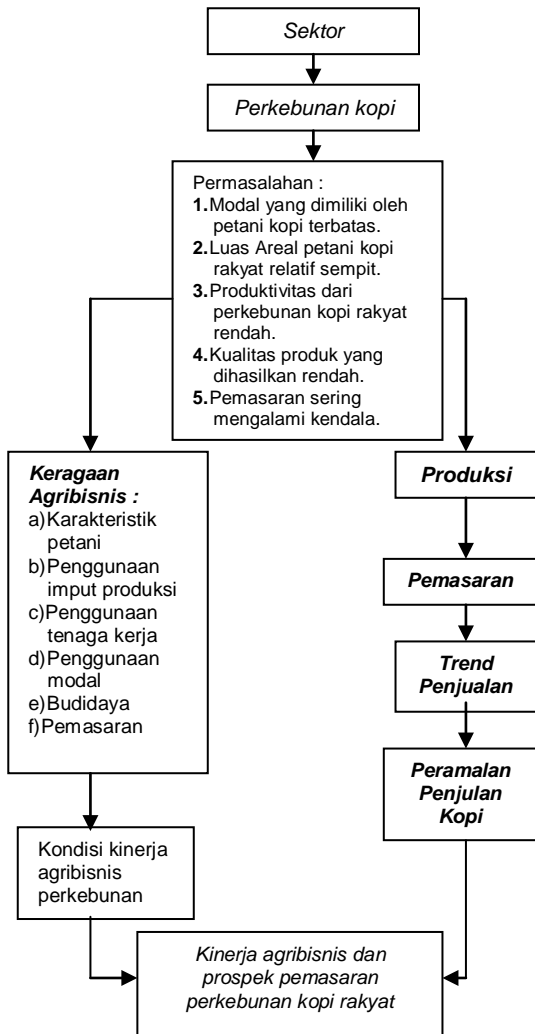 Sektor
Perkebunan kopi
Permasalahan :
1.Modal yang dimiliki oleh
petani kopi terbatas.
2.Luas Areal petani kopi
rakyat relatif sempit.
3.Produktivitas dari
perkebunan kopi rakyat
rendah.
4.Kualitas produk yang
dihasilkan rendah.
5.Pemasaran sering
mengalami kendala.
Keragaan
Agribisnis :
a)Karakteristik
petani
b)Penggunaan
imput produksi
c)Penggunaan
tenaga kerja
d)Penggunaan
modal
e)Budidaya
f)Pemasaran
Kondisi kinerja
agribisnis
perkebunan
Produksi
Pemasaran
Trend
Penjualan
Peramalan
Penjulan
Kopi
Kinerja agribisnis dan
prospek pemasaran
perkebunan kopi rakyat